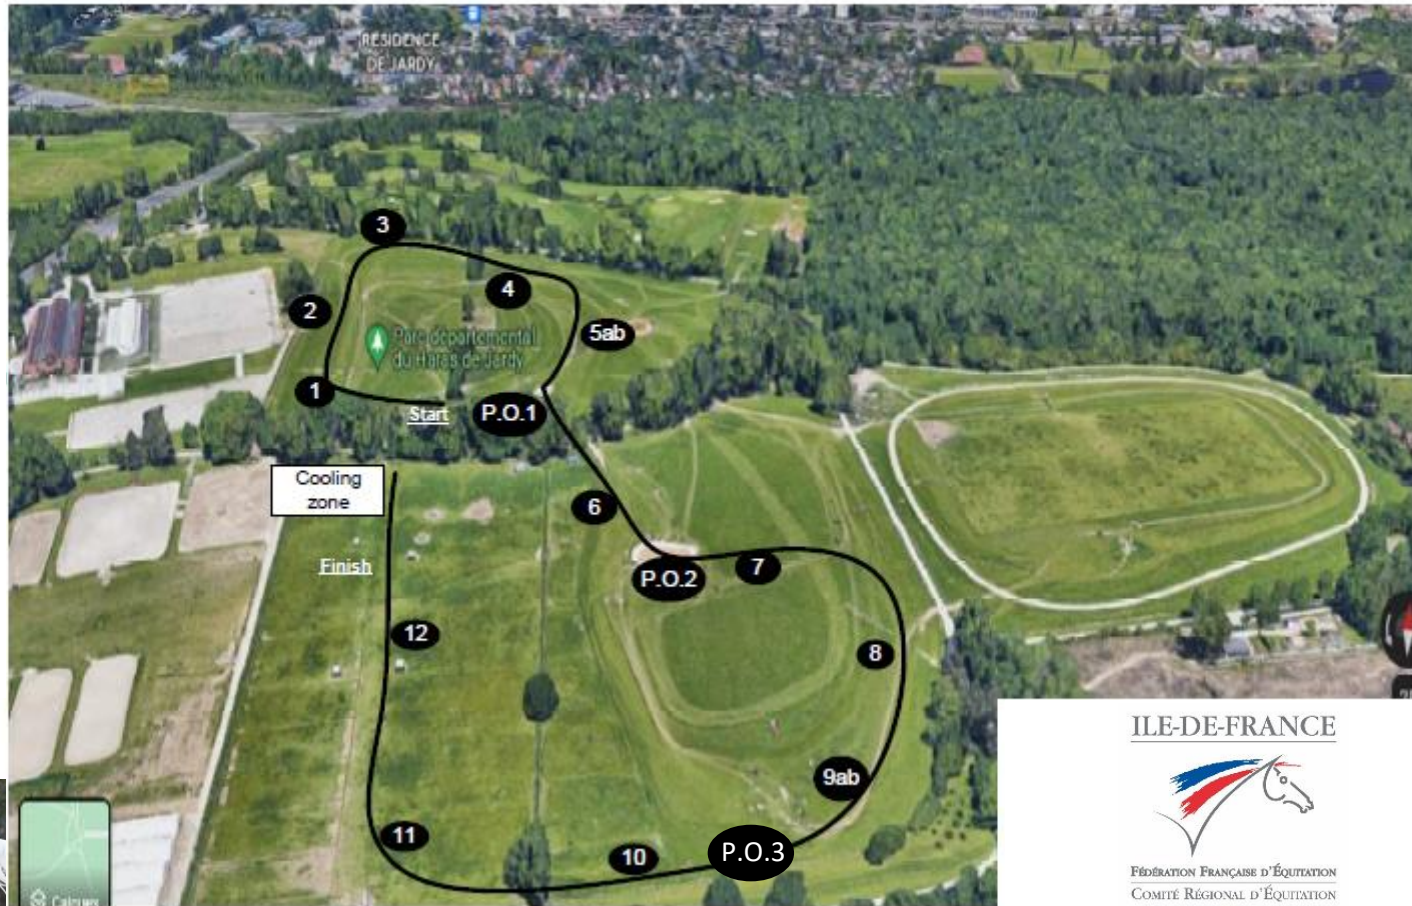 RESIDENCE
DE JARDY
3
2
4
5ab
Parc départemental
du Haras de Jardy
1
Start
P.O.1
Cooling
zone
6
Finish
P.O.2
7
12
8
9ab
11
10
P.O.3
Calques
ILE-DE-FRANCE
FÉDÉRATION FRANÇAISE D'ÉQUITATION
COMITÉ RÉGIONAL D'ÉQUITATION